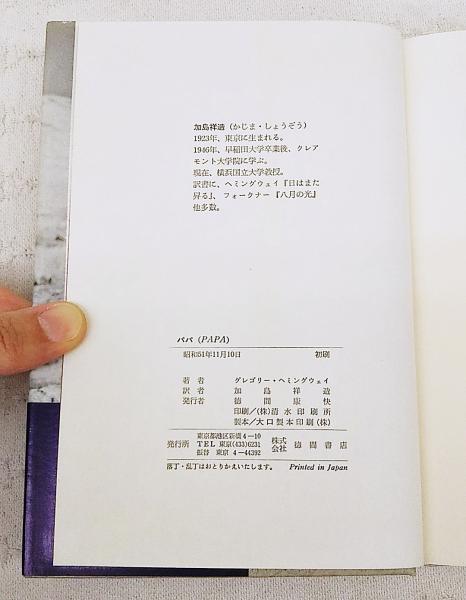 加島祥造（かじま・しょうぞう）
1923年、東京に生まれる。
1946年、早稲田大学卒業後、クレア
モント大学院に学ぶ。
現在、横浜国立大学教授。
訳書に、ヘミングウェイ『日はまた
昇る』、フォークナー『八月の光』
他多数。
パパ（PAPA）
昭和51年11月10日 初刷
著者 グレゴリー・ヘミングウェイ
訳者 加島祥造
発行者 徳間康快
印刷／(株)清水印刷所
製本／大口製本印刷(株)
発行所 東京都港区新橋4－10
TEL 東京(433)6231
振替 東京 4－44392
株式会社 徳間書店
落丁・乱丁はおとりかえいたします。 Printed in Japan